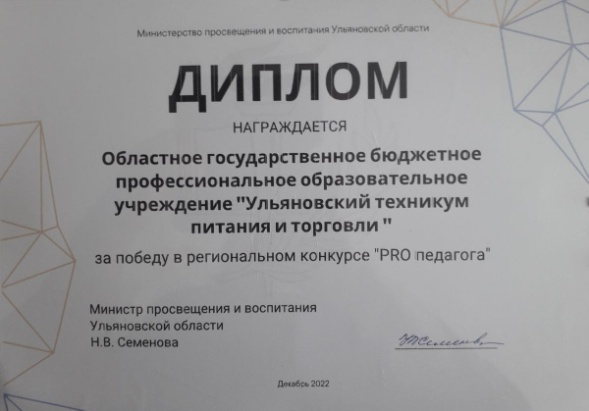 Министерство просвещения и воспитания Ульяновской области
ДИПЛОМ
НАГРАЖДАЕТСЯ
Областное государственное бюджетное
профессиональное образовательное
учреждение "Ульяновский техникум
питания и торговли "
за победу в региональном конкурсе "PRO педагога"
Министр просвещения и воспитания
Ульяновской области
Н.В. Семенова
Декабрь 2022